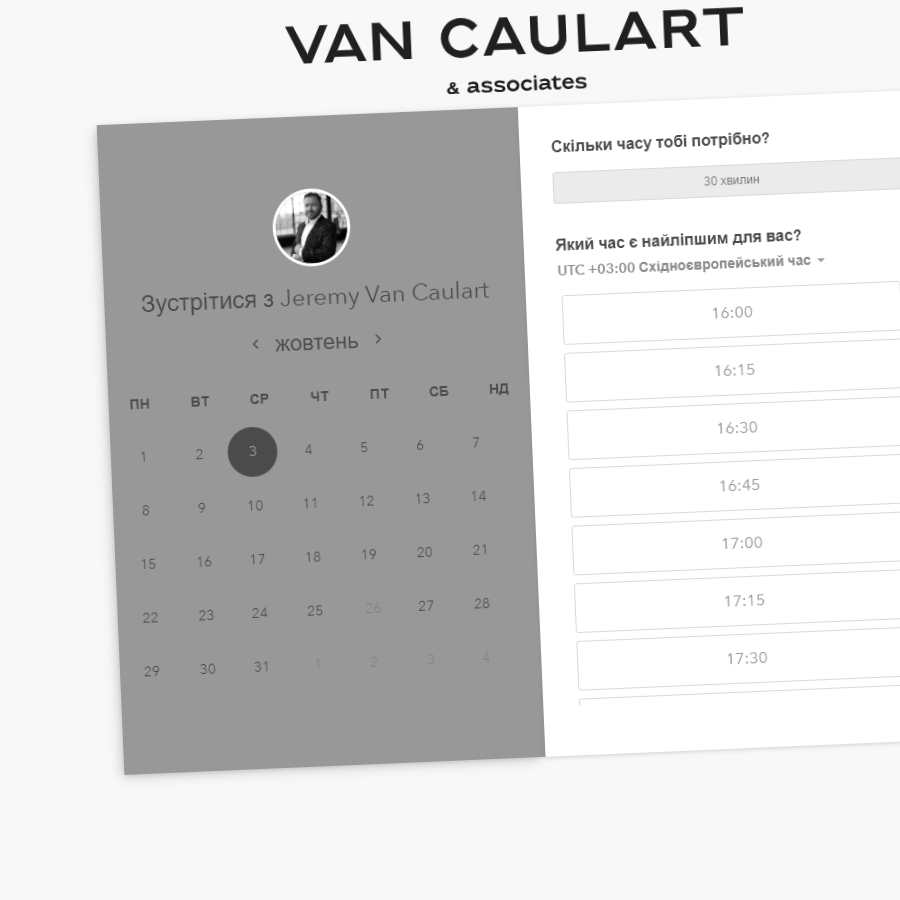 VAN CAULART
& associates
Зустрітися з Jeremy Van Caulart
‹ жовтень ›
ПН ВТ СР ЧТ ПТ СБ НД
1 2 3 4 5 6 7
8 9 10 11 12 13 14
15 16 17 18 19 20 21
22 23 24 25 26 27 28
29 30 31 1 2 3 4
Скільки часу тобі потрібно?
30 хвилин
Який час є найліпшим для вас?
UTC +03:00 Східноєвропейський час
16:00
16:15
16:30
16:45
17:00
17:15
17:30